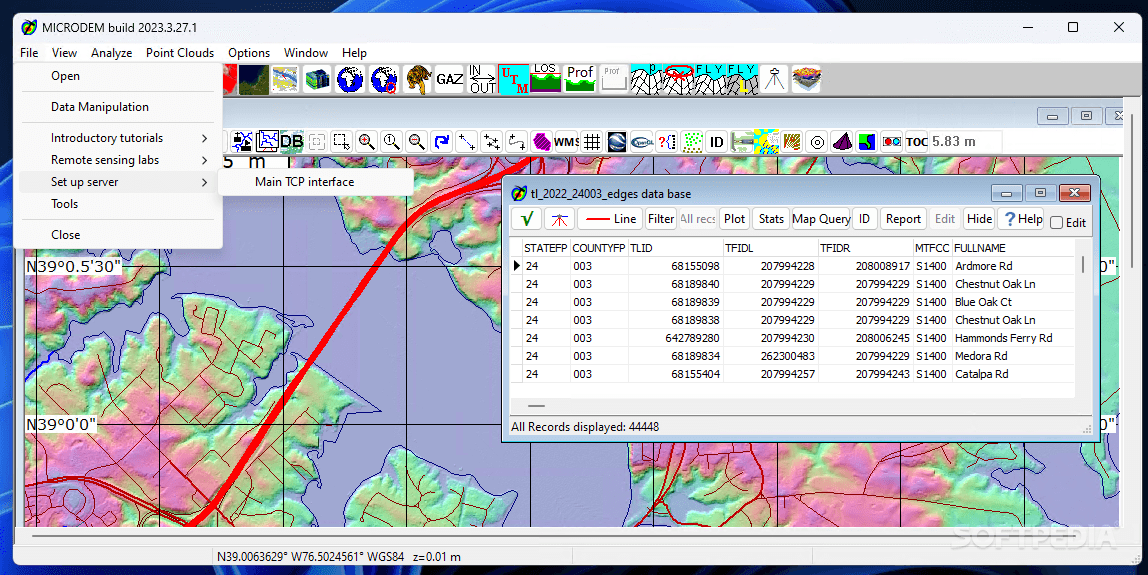 MICRODEM build 2023.3.27.1
File View Analyze Point Clouds Options Window Help
Open
Data Manipulation
Introductory tutorials
Remote sensing labs
Set up server
Main TCP interface
Tools
Close
GAZ IN OUT UTM LOS Prof Prof P FLY FLY L
DB 1 WMS OpenGL ?{} ID TOC 5.83 m
5 m
tl_2022_24003_edges data base
Line Filter All recs Plot Stats Map Query ID Report Edit Hide ? Help Edit
STATEFP COUNTYFP TLID TFIDL TFIDR MTFCC FULLNAME
24 003 68155098 207994228 208008917 S1400 Ardmore Rd
24 003 68189840 207994229 207994229 S1400 Chestnut Oak Ln
24 003 68189839 207994229 207994229 S1400 Blue Oak Ct
24 003 68189838 207994229 207994229 S1400 Chestnut Oak Ln
24 003 642789280 207994230 208006245 S1400 Hammonds Ferry Rd
24 003 68189834 262300483 207994229 S1400 Medora Rd
24 003 68155404 207994257 207994243 S1400 Catalpa Rd
All Records displayed: 44448
N39°0.5'30"
0"
N39°0'0"
0"
SOFTPEDIA
N39.0063629° W76.5024561° WGS84 z=0.01 m